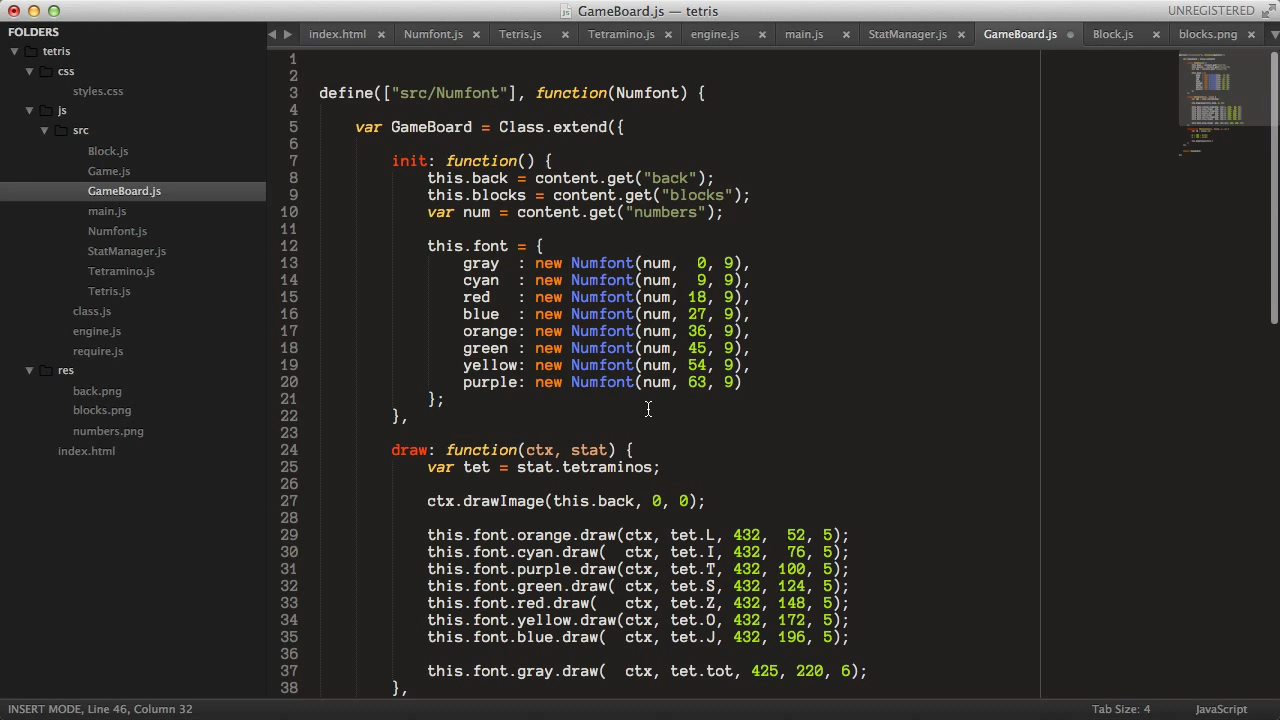 GameBoard.js — tetris
UNREGISTERED
FOLDERS
tetris
css
styles.css
js
src
Block.js
Game.js
GameBoard.js
main.js
Numfont.js
StatManager.js
Tetramino.js
Tetris.js
class.js
engine.js
require.js
res
back.png
blocks.png
numbers.png
index.html
index.html × Numfont.js × Tetris.js × Tetramino.js × engine.js × main.js × StatManager.js × GameBoard.js Block.js × blocks.png ×
1
2
3 define(["src/Numfont"], function(Numfont) {
4
5 var GameBoard = Class.extend({
6
7 init: function() {
8 this.back = content.get("back");
9 this.blocks = content.get("blocks");
10 var num = content.get("numbers");
11
12 this.font = {
13 gray : new Numfont(num, 0, 9),
14 cyan : new Numfont(num, 9, 9),
15 red : new Numfont(num, 18, 9),
16 blue : new Numfont(num, 27, 9),
17 orange: new Numfont(num, 36, 9),
18 green : new Numfont(num, 45, 9),
19 yellow: new Numfont(num, 54, 9),
20 purple: new Numfont(num, 63, 9)
21 };
22 },
23
24 draw: function(ctx, stat) {
25 var tet = stat.tetraminos;
26
27 ctx.drawImage(this.back, 0, 0);
28
29 this.font.orange.draw(ctx, tet.L, 432, 52, 5);
30 this.font.cyan.draw( ctx, tet.I, 432, 76, 5);
31 this.font.purple.draw(ctx, tet.T, 432, 100, 5);
32 this.font.green.draw( ctx, tet.S, 432, 124, 5);
33 this.font.red.draw( ctx, tet.Z, 432, 148, 5);
34 this.font.yellow.draw(ctx, tet.O, 432, 172, 5);
35 this.font.blue.draw( ctx, tet.J, 432, 196, 5);
36
37 this.font.gray.draw( ctx, tet.tot, 425, 220, 6);
38 },
INSERT MODE, Line 46, Column 32
Tab Size: 4
JavaScript